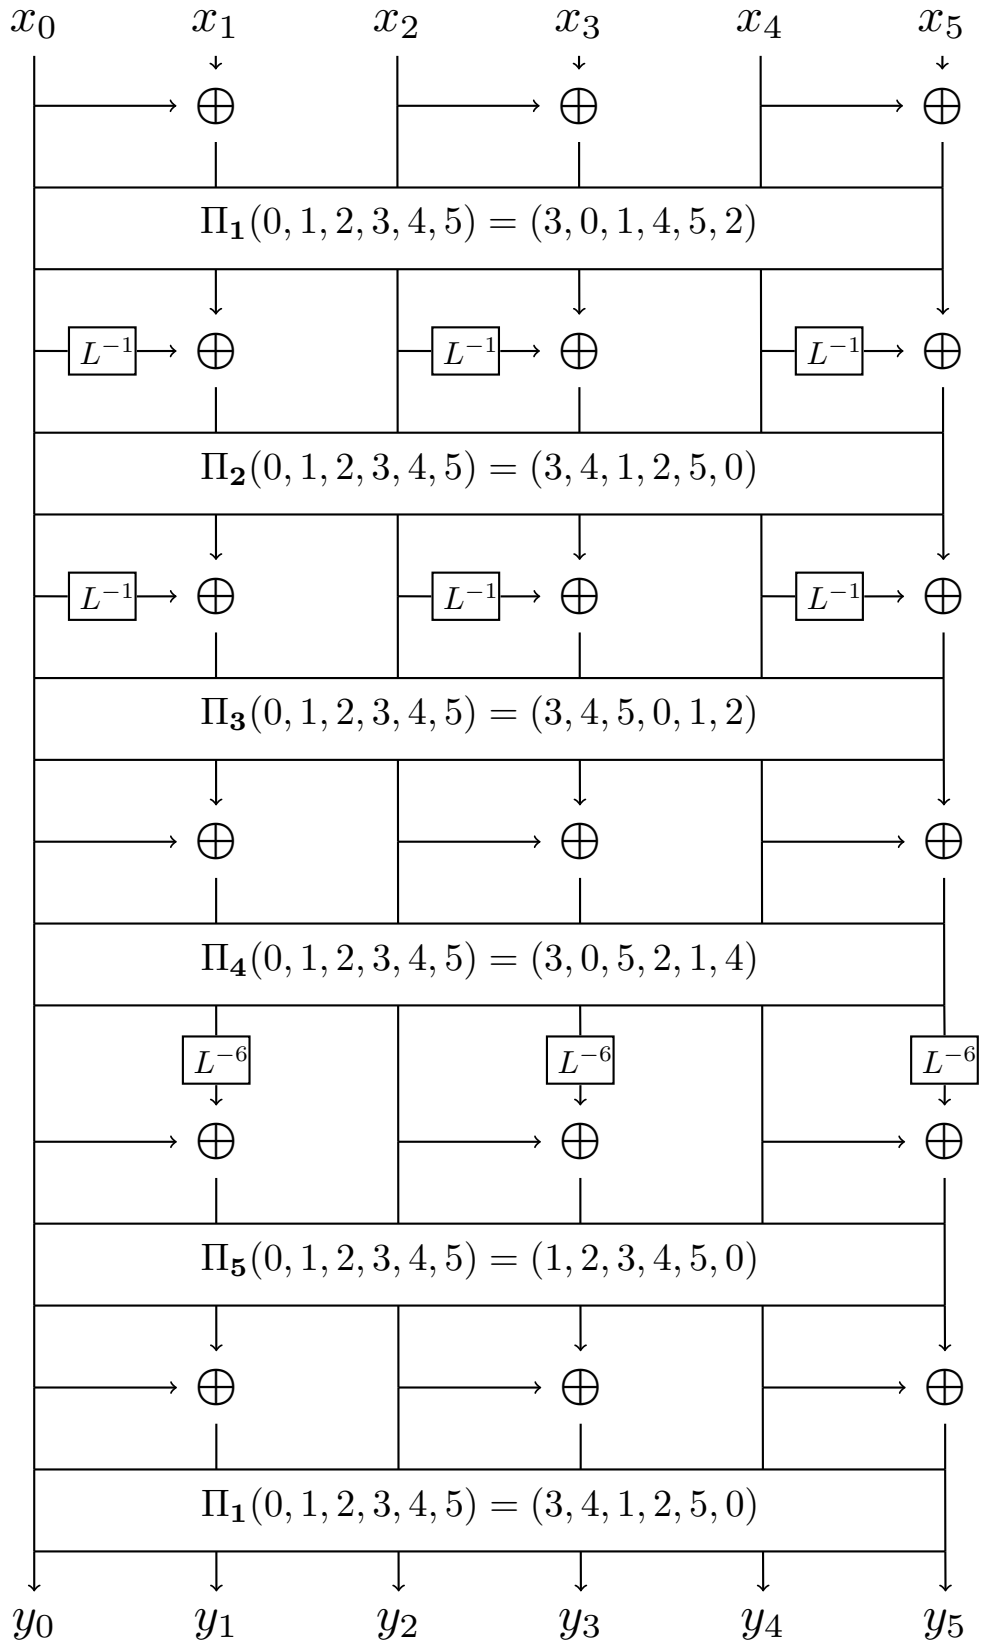 x₀ x₁ x₂ x₃ x₄ x₅
Π₁(0, 1, 2, 3, 4, 5) = (3, 0, 1, 4, 5, 2)
L⁻¹ L⁻¹ L⁻¹
Π₂(0, 1, 2, 3, 4, 5) = (3, 4, 1, 2, 5, 0)
L⁻¹ L⁻¹ L⁻¹
Π₃(0, 1, 2, 3, 4, 5) = (3, 4, 5, 0, 1, 2)
Π₄(0, 1, 2, 3, 4, 5) = (3, 0, 5, 2, 1, 4)
L⁻⁶ L⁻⁶ L⁻⁶
Π₅(0, 1, 2, 3, 4, 5) = (1, 2, 3, 4, 5, 0)
Π₁(0, 1, 2, 3, 4, 5) = (3, 4, 1, 2, 5, 0)
y₀ y₁ y₂ y₃ y₄ y₅